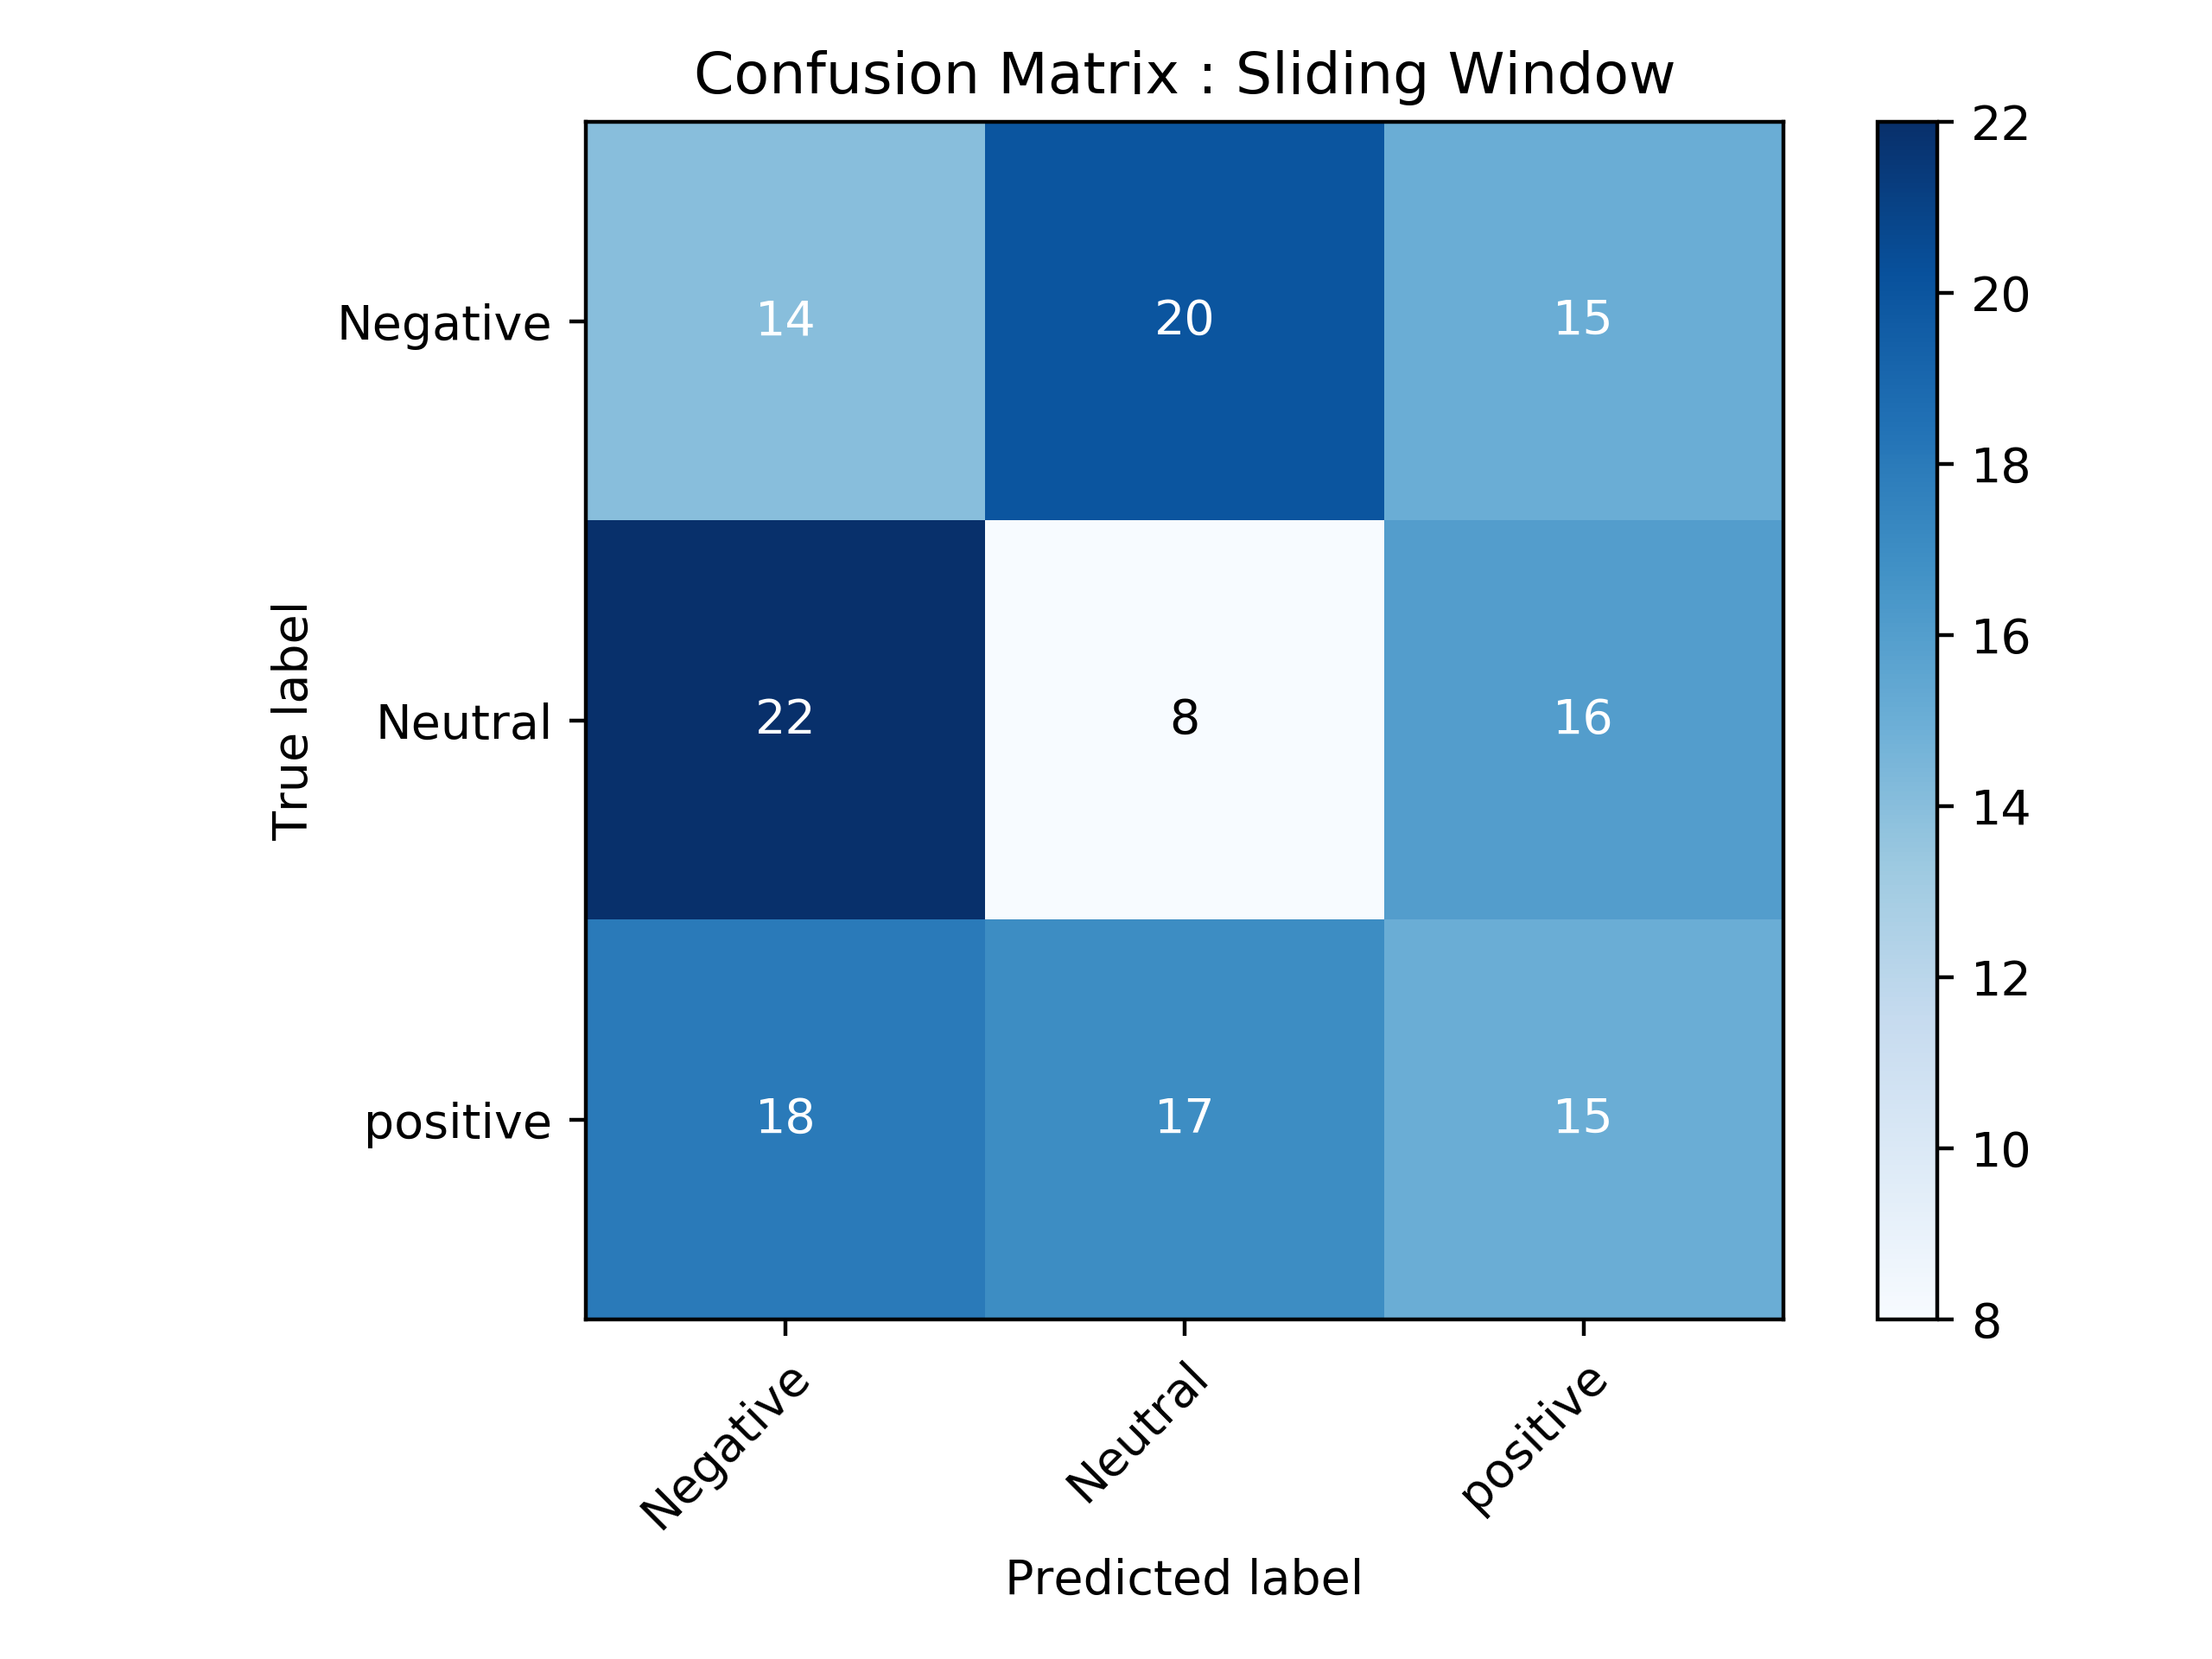 Confusion Matrix : Sliding Window
True label
Negative
Neutral
positive
14 20 15
22 8 16
18 17 15
Negative Neutral positive
Predicted label
22
20
18
16
14
12
10
8